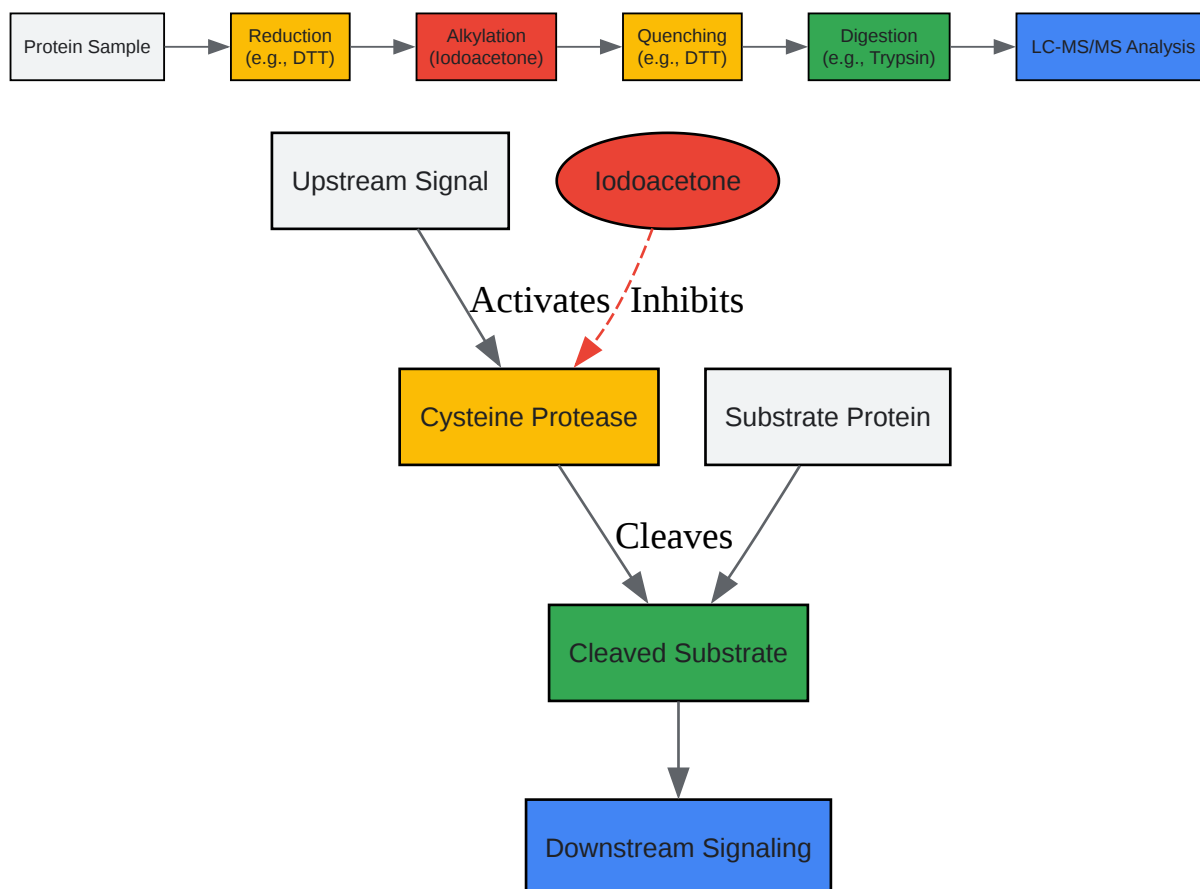 Protein Sample
Reduction
(e.g., DTT)
Alkylation
(Iodoacetone)
Quenching
(e.g., DTT)
Digestion
(e.g., Trypsin)
LC-MS/MS Analysis
Upstream Signal
Iodoacetone
Activates
Inhibits
Cysteine Protease
Substrate Protein
Cleaves
Cleaved Substrate
Downstream Signaling